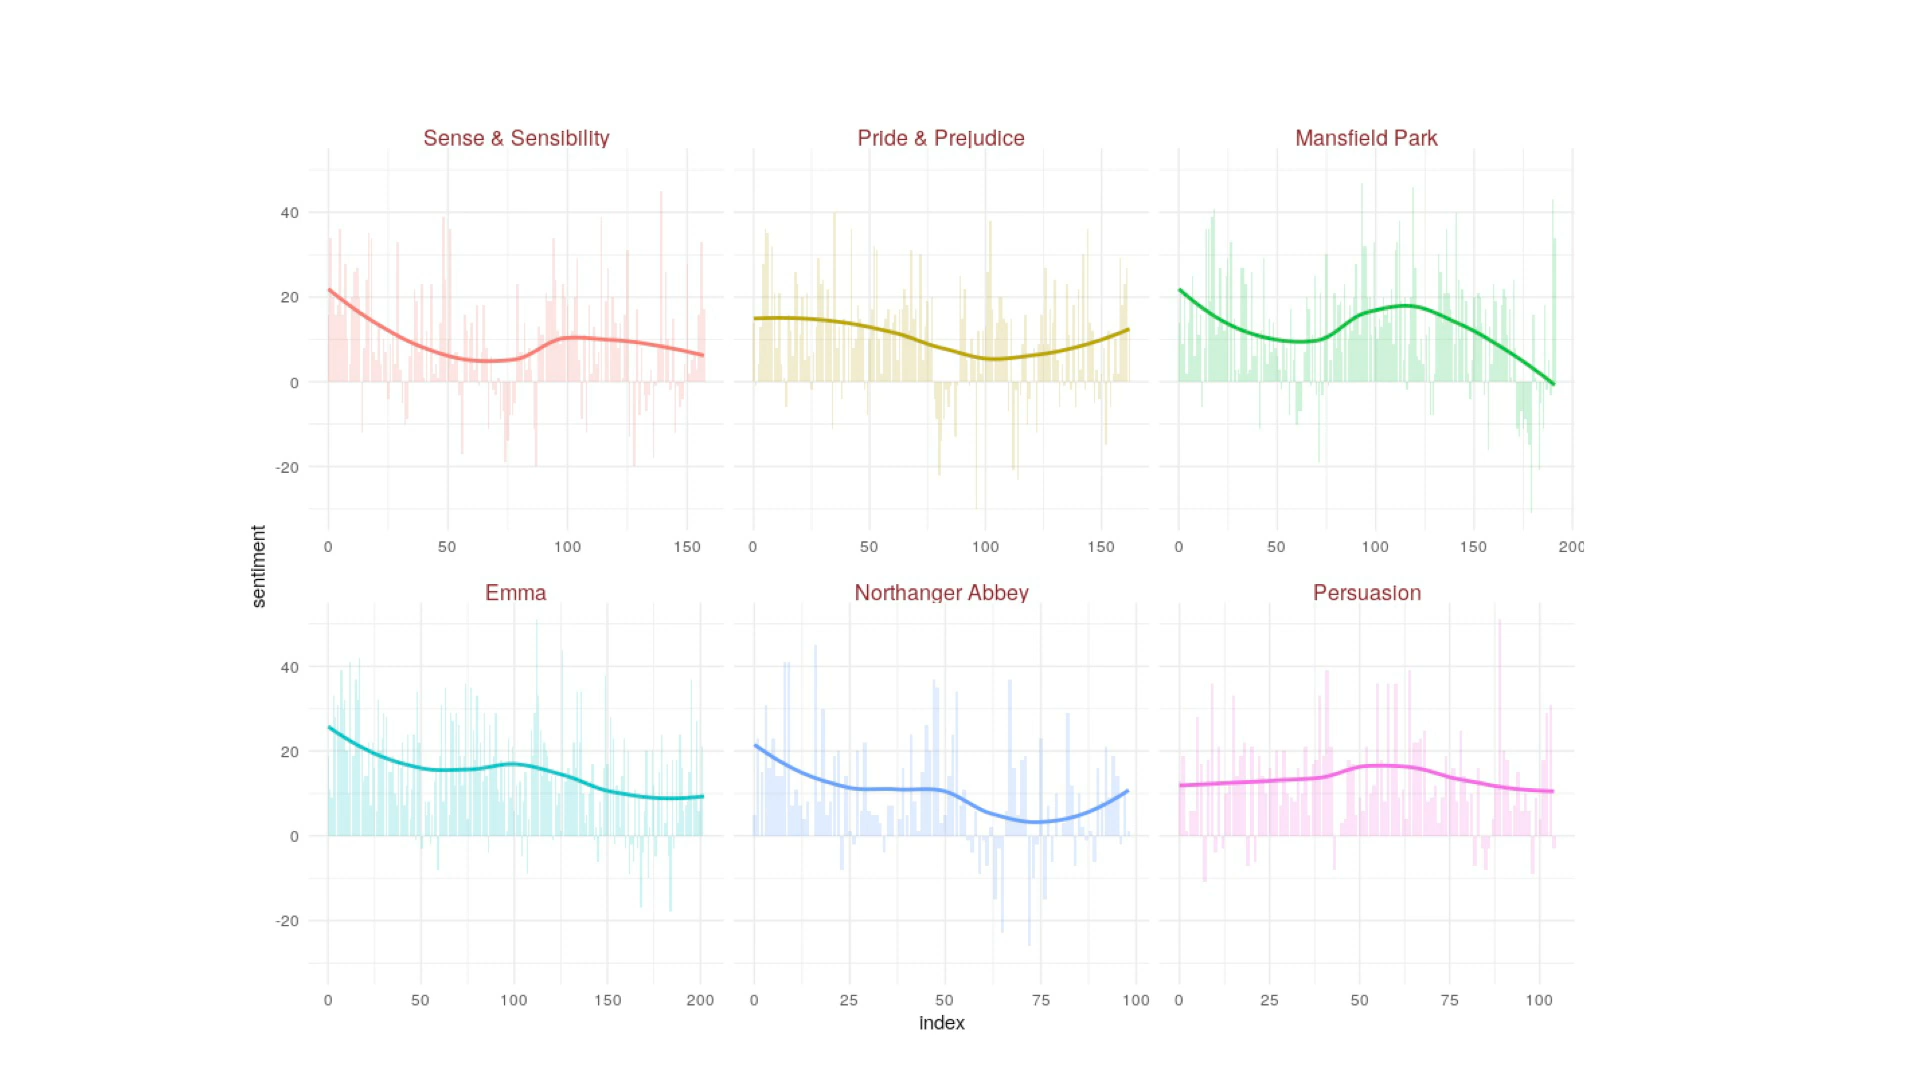 Sense & Sensibility
Pride & Prejudice
Mansfield Park
40
20
0
-20
0 50 100 150
0 50 100 150
0 50 100 150 200
sentiment
Emma
Northanger Abbey
Persuasion
40
20
0
-20
0 50 100 150 200
0 25 50 75 100
0 25 50 75 100
index